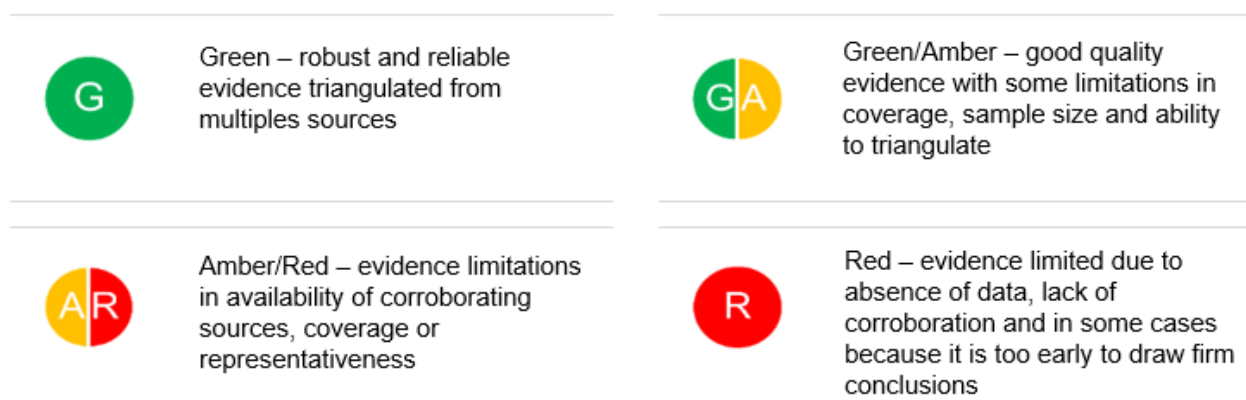 G
Green – robust and reliable
evidence triangulated from
multiples sources
GA
Green/Amber – good quality
evidence with some limitations in
coverage, sample size and ability
to triangulate
AR
Amber/Red – evidence limitations
in availability of corroborating
sources, coverage or
representativeness
R
Red – evidence limited due to
absence of data, lack of
corroboration and in some cases
because it is too early to draw firm
conclusions